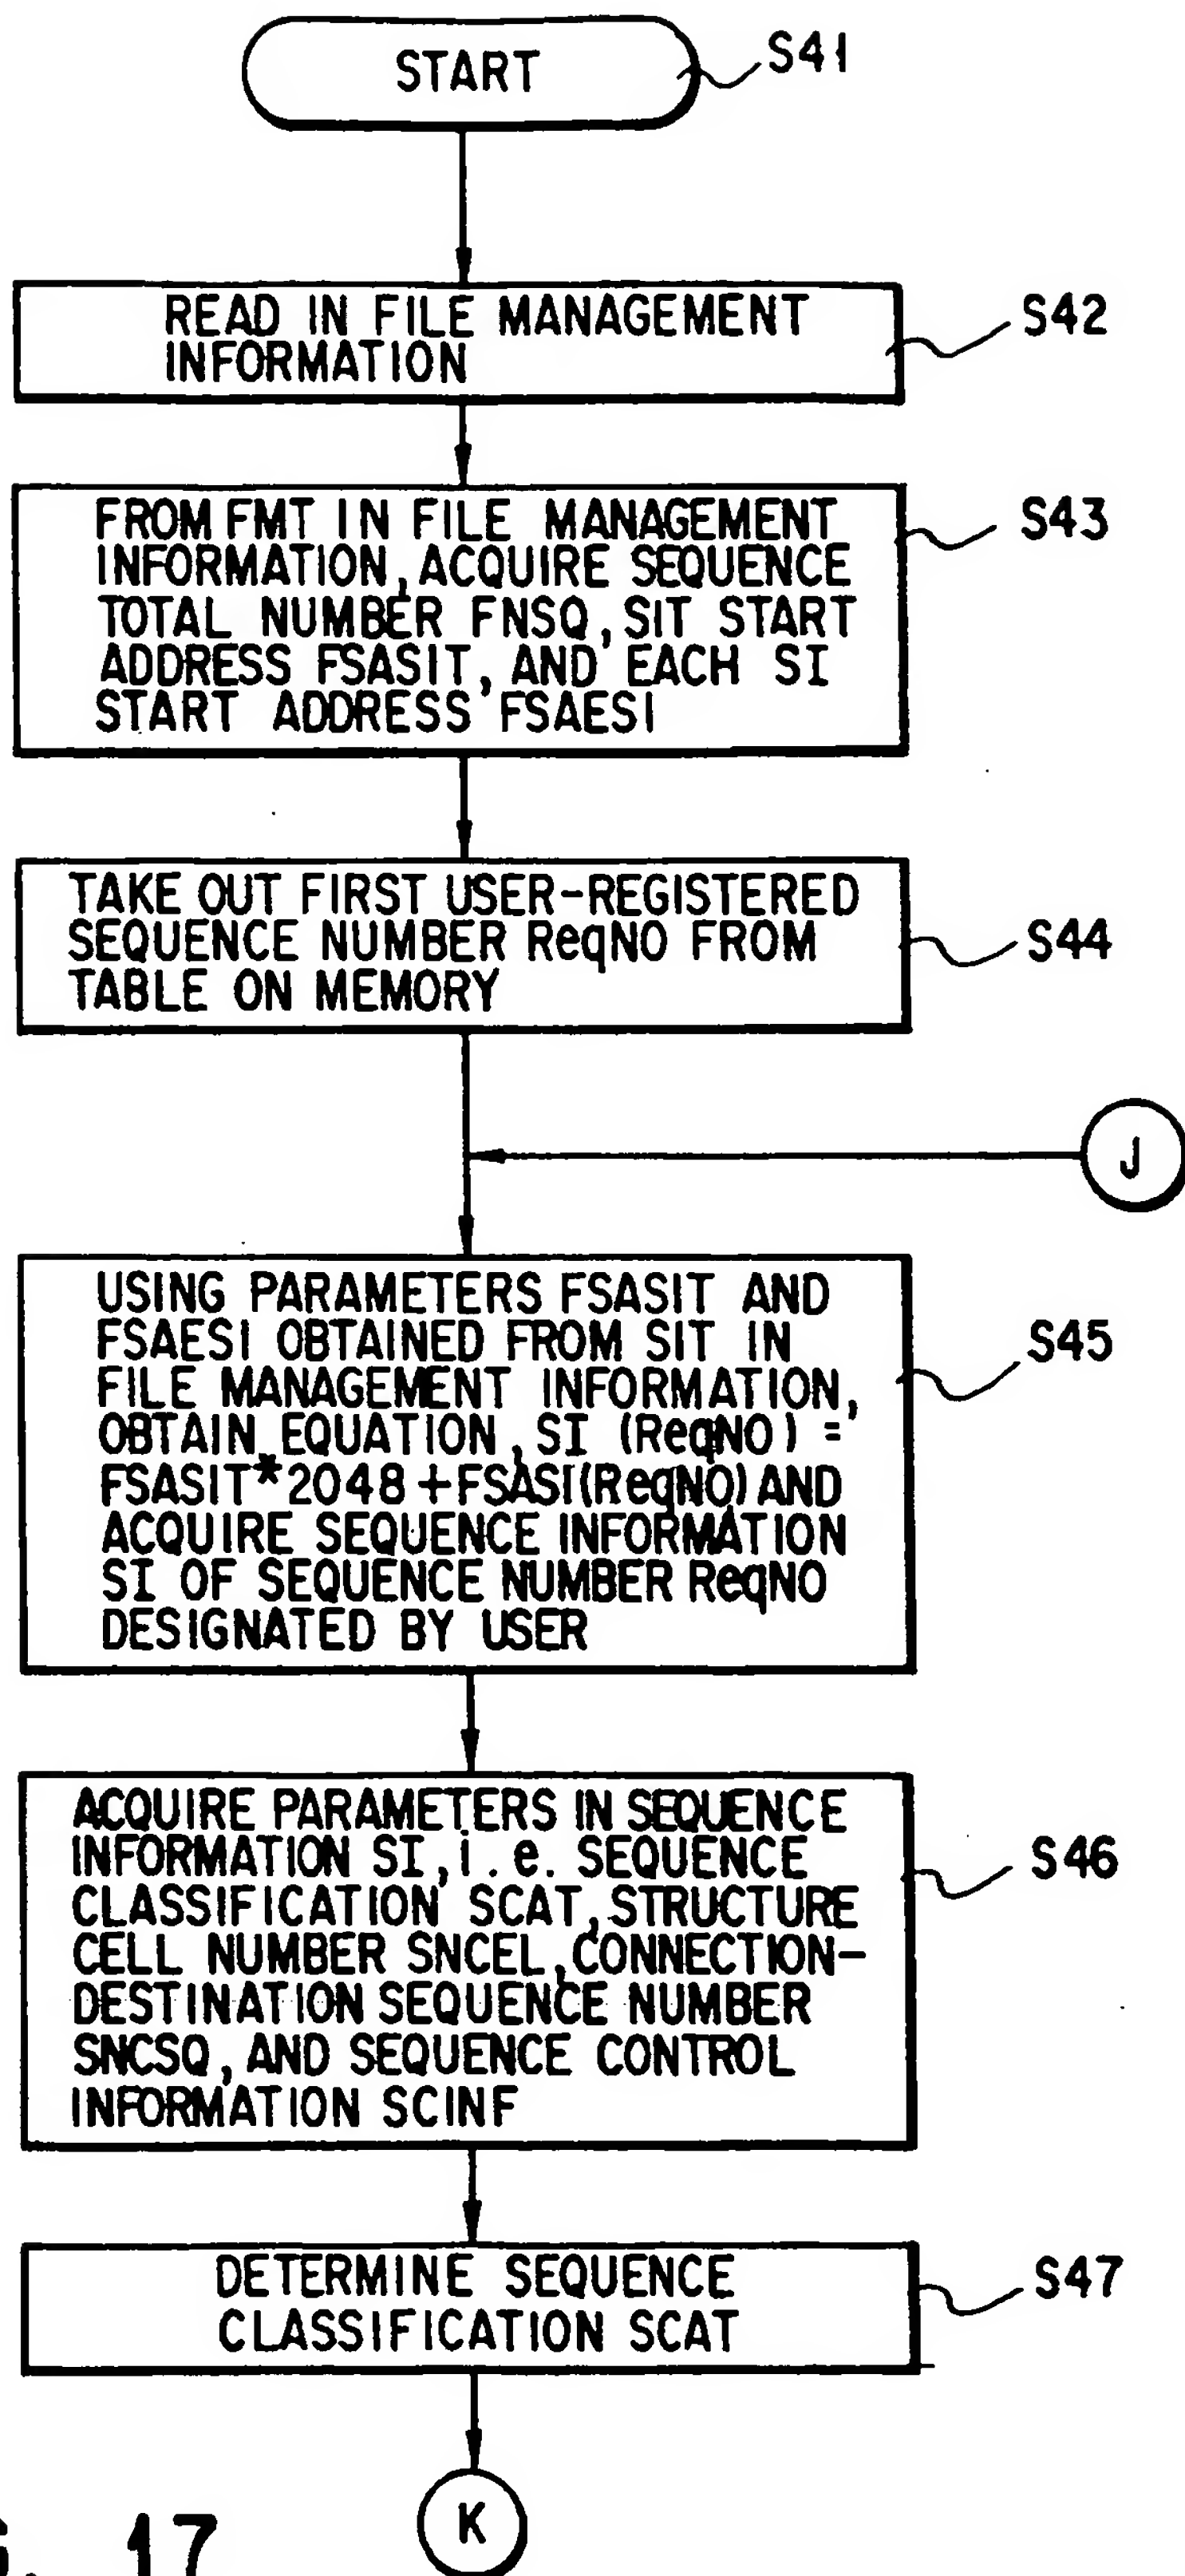 START
S41
READ IN FILE MANAGEMENT
INFORMATION
S42
FROM FMT IN FILE MANAGEMENT
INFORMATION, ACQUIRE SEQUENCE
TOTAL NUMBER FNSQ, SIT START
ADDRESS FSASIT, AND EACH SI
START ADDRESS FSAESI
S43
TAKE OUT FIRST USER-REGISTERED
SEQUENCE NUMBER ReqNO FROM
TABLE ON MEMORY
S44
J
USING PARAMETERS FSASIT AND
FSAESI OBTAINED FROM SIT IN
FILE MANAGEMENT INFORMATION,
OBTAIN EQUATION, SI (ReqNO) =
FSASIT*2048+FSASI(ReqNO) AND
ACQUIRE SEQUENCE INFORMATION
SI OF SEQUENCE NUMBER ReqNO
DESIGNATED BY USER
S45
ACQUIRE PARAMETERS IN SEQUENCE
INFORMATION SI, i.e. SEQUENCE
CLASSIFICATION SCAT, STRUCTURE
CELL NUMBER SNCEL, CONNECTION-
DESTINATION SEQUENCE NUMBER
SNCSQ, AND SEQUENCE CONTROL
INFORMATION SCINF
S46
DETERMINE SEQUENCE
CLASSIFICATION SCAT
S47
K
17